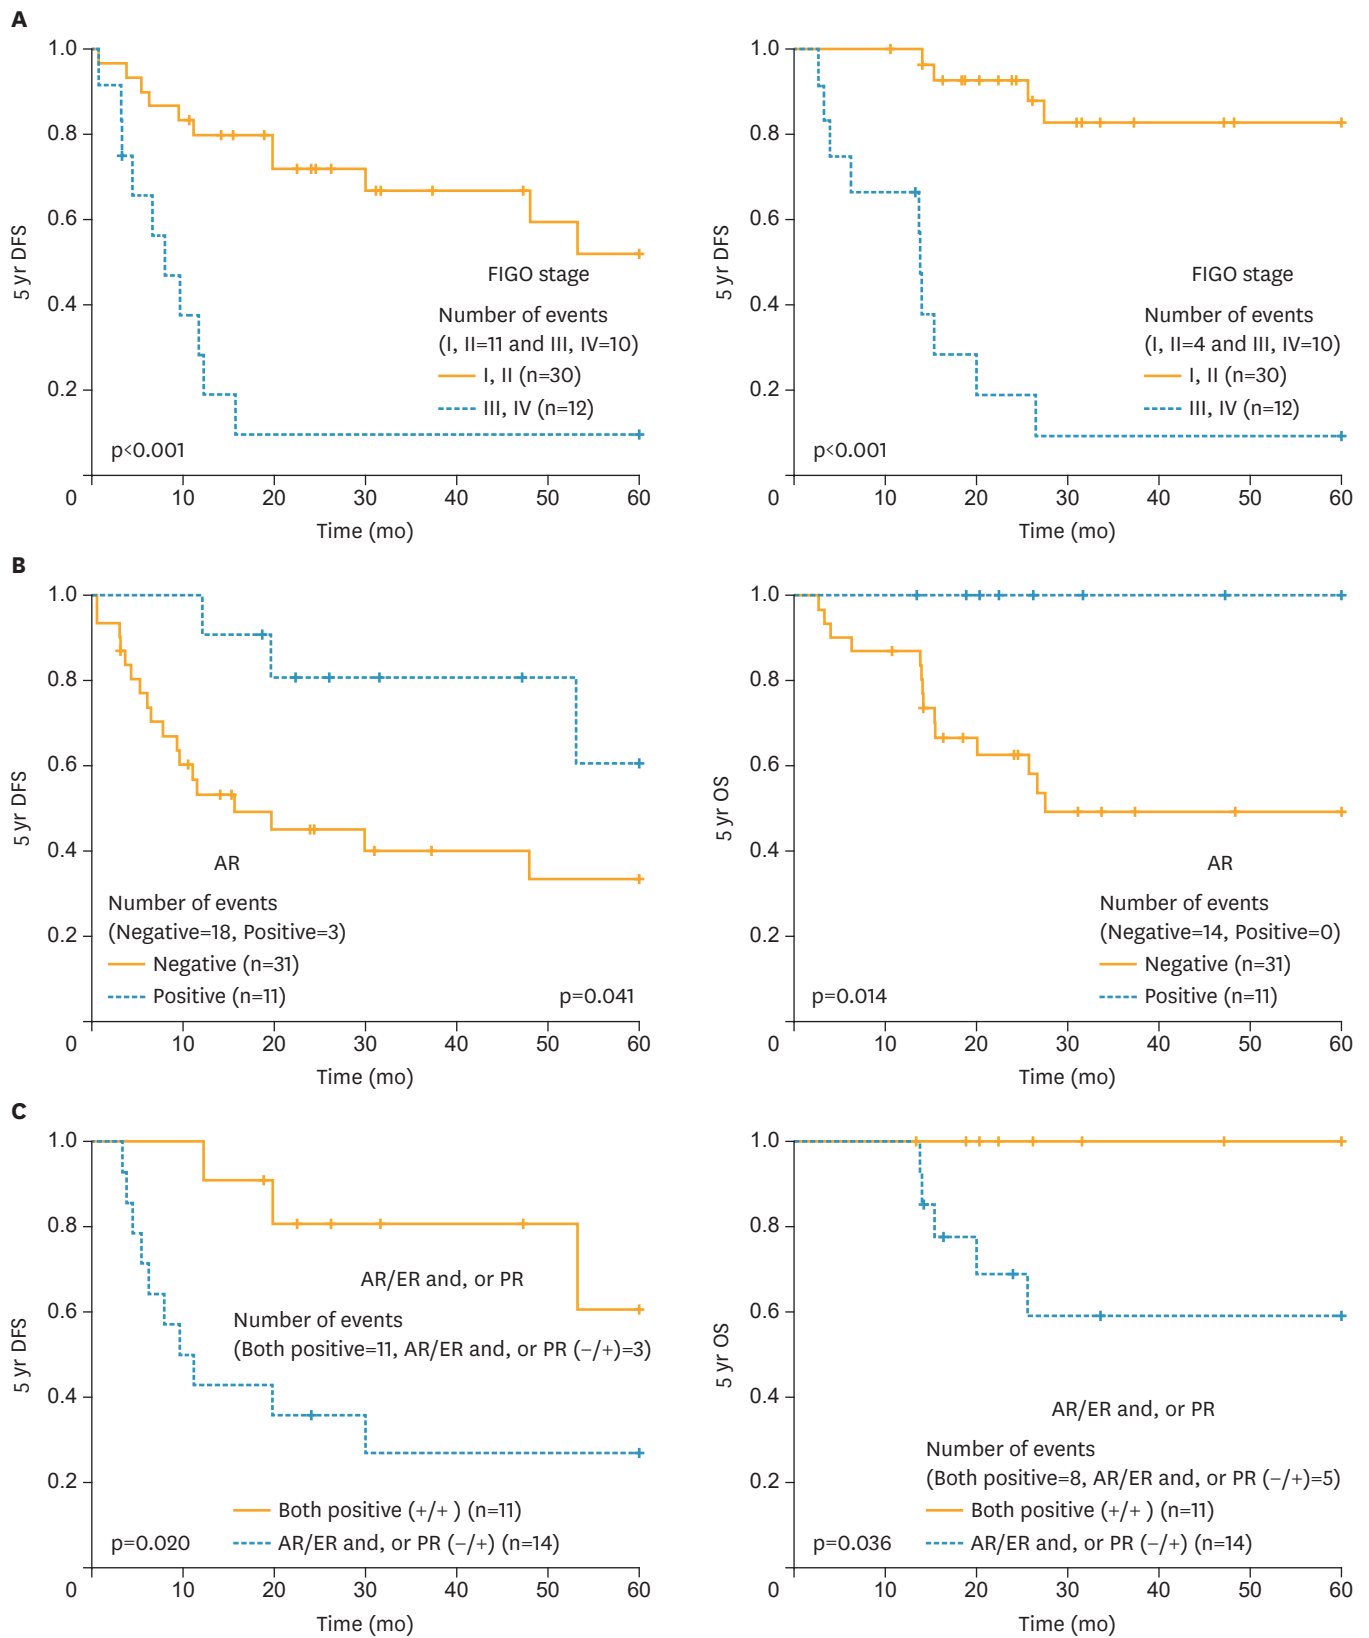 A
1.0
0.8
0.6
0.4
0.2
0
10
20
30
40
50
60
5 yr DFS
Time (mo)
FIGO stage
Number of events
(I, II=11 and III, IV=10)
I, II (n=30)
III, IV (n=12)
p<0.001
1.0
0.8
0.6
0.4
0.2
0
10
20
30
40
50
60
5 yr DFS
Time (mo)
FIGO stage
Number of events
(I, II=4 and III, IV=10)
I, II (n=30)
III, IV (n=12)
p<0.001
B
1.0
0.8
0.6
0.4
0.2
0
10
20
30
40
50
60
5 yr DFS
Time (mo)
AR
Number of events
(Negative=18, Positive=3)
Negative (n=31)
Positive (n=11)
p=0.041
1.0
0.8
0.6
0.4
0.2
0
10
20
30
40
50
60
5 yr OS
Time (mo)
AR
Number of events
(Negative=14, Positive=0)
Negative (n=31)
Positive (n=11)
p=0.014
C
1.0
0.8
0.6
0.4
0.2
0
10
20
30
40
50
60
5 yr DFS
Time (mo)
AR/ER and, or PR
Number of events
(Both positive=11, AR/ER and, or PR (−/+)=3)
Both positive (+/+ ) (n=11)
AR/ER and, or PR (−/+) (n=14)
p=0.020
1.0
0.8
0.6
0.4
0.2
0
10
20
30
40
50
60
5 yr OS
Time (mo)
AR/ER and, or PR
Number of events
(Both positive=8, AR/ER and, or PR (−/+)=5)
Both positive (+/+ ) (n=11)
AR/ER and, or PR (−/+) (n=14)
p=0.036